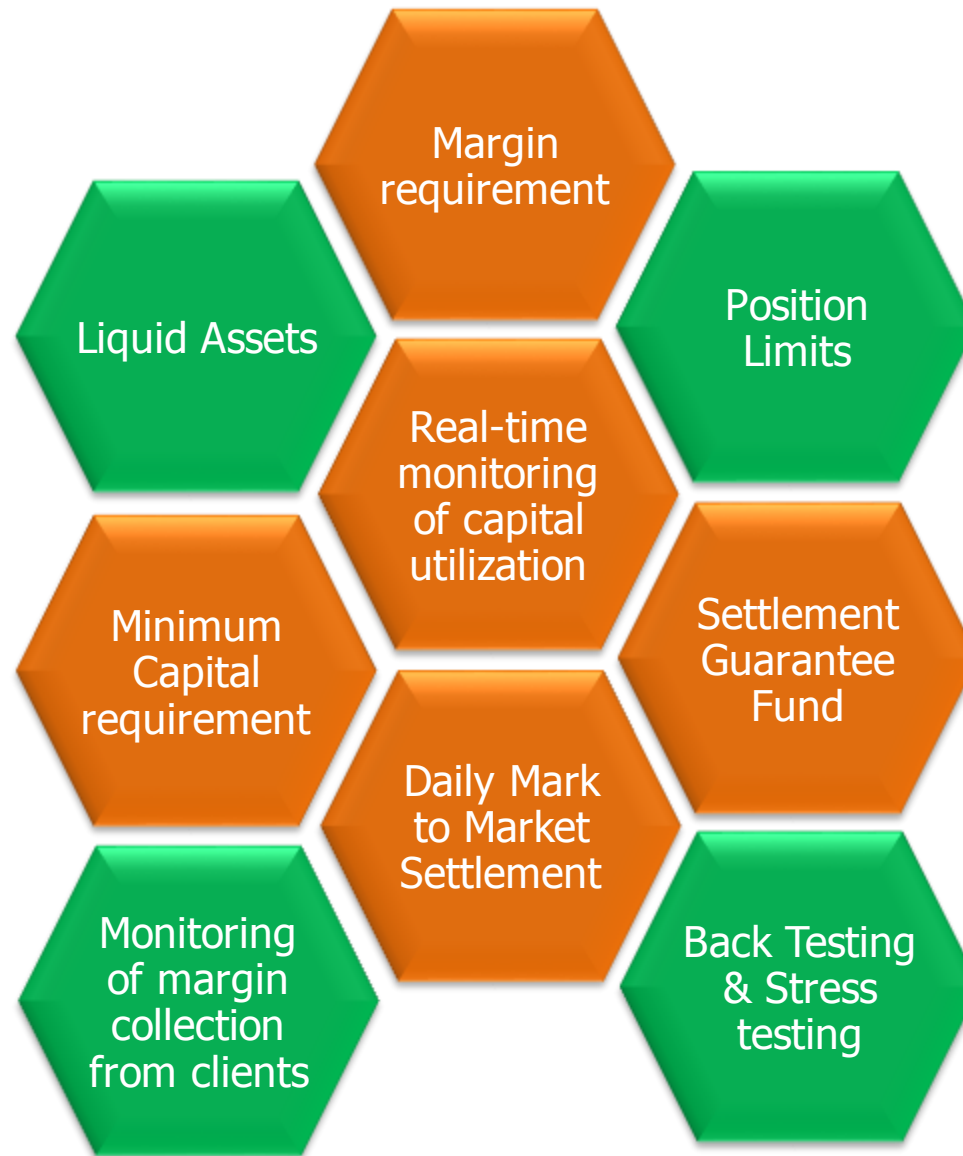 Margin
requirement
Liquid Assets
Position
Limits
Real-time
monitoring
of capital
utilization
Minimum
Capital
requirement
Settlement
Guarantee
Fund
Daily Mark
to Market
Settlement
Monitoring
of margin
collection
from clients
Back Testing
& Stress
testing